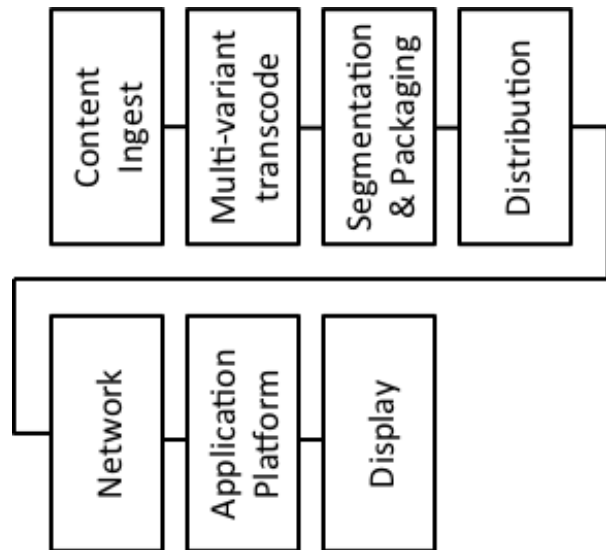 Content
Ingest
Multi-variant
transcode
Segmentation
& Packaging
Distribution
Network
Application
Platform
Display